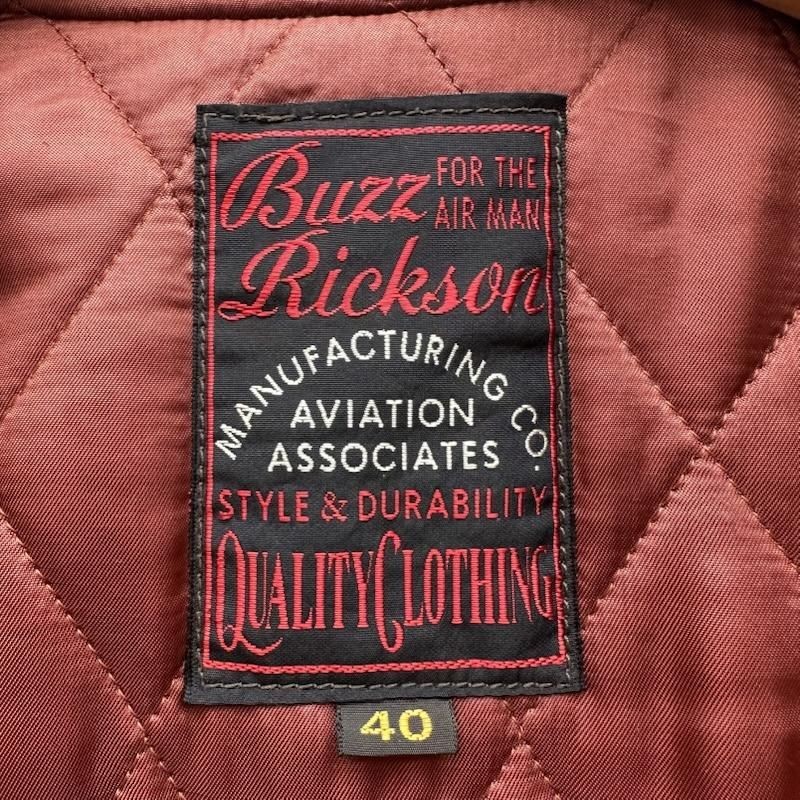 Buzz FOR THE
AIR MAN
Rickson
MANUFACTURING CO.
AVIATION
ASSOCIATES
STYLE & DURABILITY
QUALITY CLOTHING
40